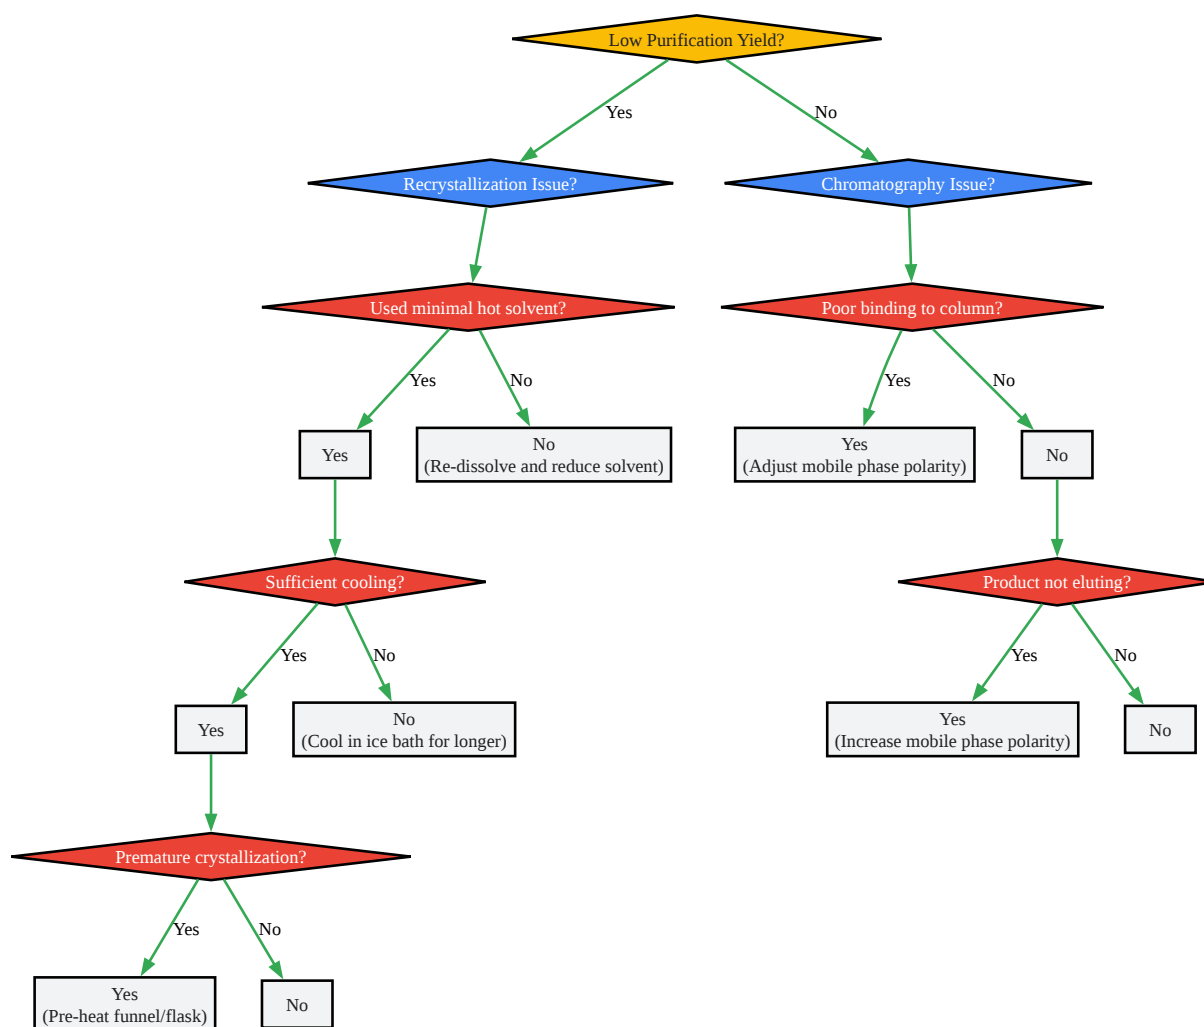 Low Purification Yield?
Yes
No
Recrystallization Issue?
Chromatography Issue?
Used minimal hot solvent?
Poor binding to column?
Yes
No
Yes
No
Yes
No
(Re-dissolve and reduce solvent)
Yes
(Adjust mobile phase polarity)
No
Sufficient cooling?
Product not eluting?
Yes
No
Yes
No
Yes
No
(Cool in ice bath for longer)
Yes
(Increase mobile phase polarity)
No
Premature crystallization?
Yes
No
Yes
(Pre-heat funnel/flask)
No